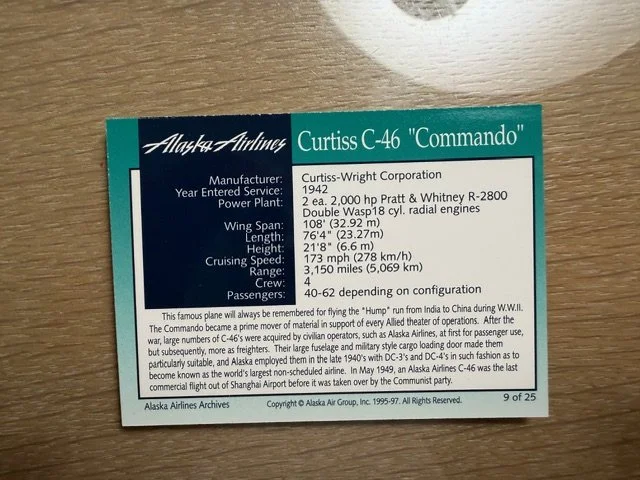 Alaska Airlines Curtiss C-46 "Commando"
Manufacturer: Curtiss-Wright Corporation
Year Entered Service: 1942
Power Plant: 2 ea. 2,000 hp Pratt & Whitney R-2800
Double Wasp18 cyl. radial engines
Wing Span: 108' (32.92 m)
Length: 76'4" (23.27m)
Height: 21'8" (6.6 m)
Cruising Speed: 173 mph (278 km/h)
Range: 3,150 miles (5,069 km)
Crew: 4
Passengers: 40-62 depending on configuration
This famous plane will always be remembered for flying the "Hump" run from India to China during W.W.II.
The Commando became a prime mover of material in support of every Allied theater of operations. After the
war, large numbers of C-46's were acquired by civilian operators, such as Alaska Airlines, at first for passenger use,
but subsequently, more as freighters. Their large fuselage and military style cargo loading door made them
particularly suitable, and Alaska employed them in the late 1940's with DC-3's and DC-4's in such fashion as to
become known as the world's largest non-scheduled airline. In May 1949, an Alaska Airlines C-46 was the last
commercial flight out of Shanghai Airport before it was taken over by the Communist party.
Alaska Airlines Archives Copyright © Alaska Air Group, Inc. 1995-97. All Rights Reserved. 9 of 25